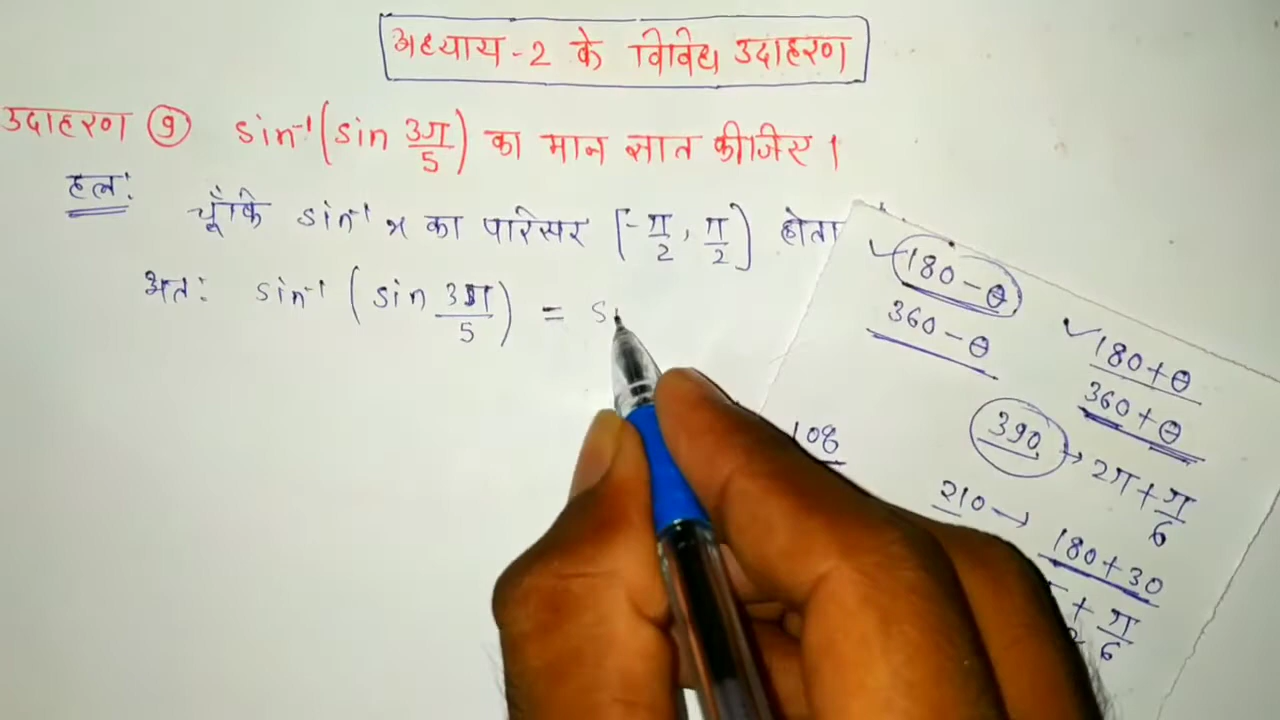 अध्याय-2 के विविध उदाहरण
उदाहरण 9 sin⁻¹(sin 3π/5) का मान ज्ञात कीजिए।
हल:
चूँकि sin⁻¹ x का परिसर [-π/2, π/2] होता
अतः sin⁻¹ (sin 3π/5) = s
✓ 180-θ
360-θ
✓ 180+θ
360+θ
108
390 → 2π + π/6
210 →
180+30
+ π/6